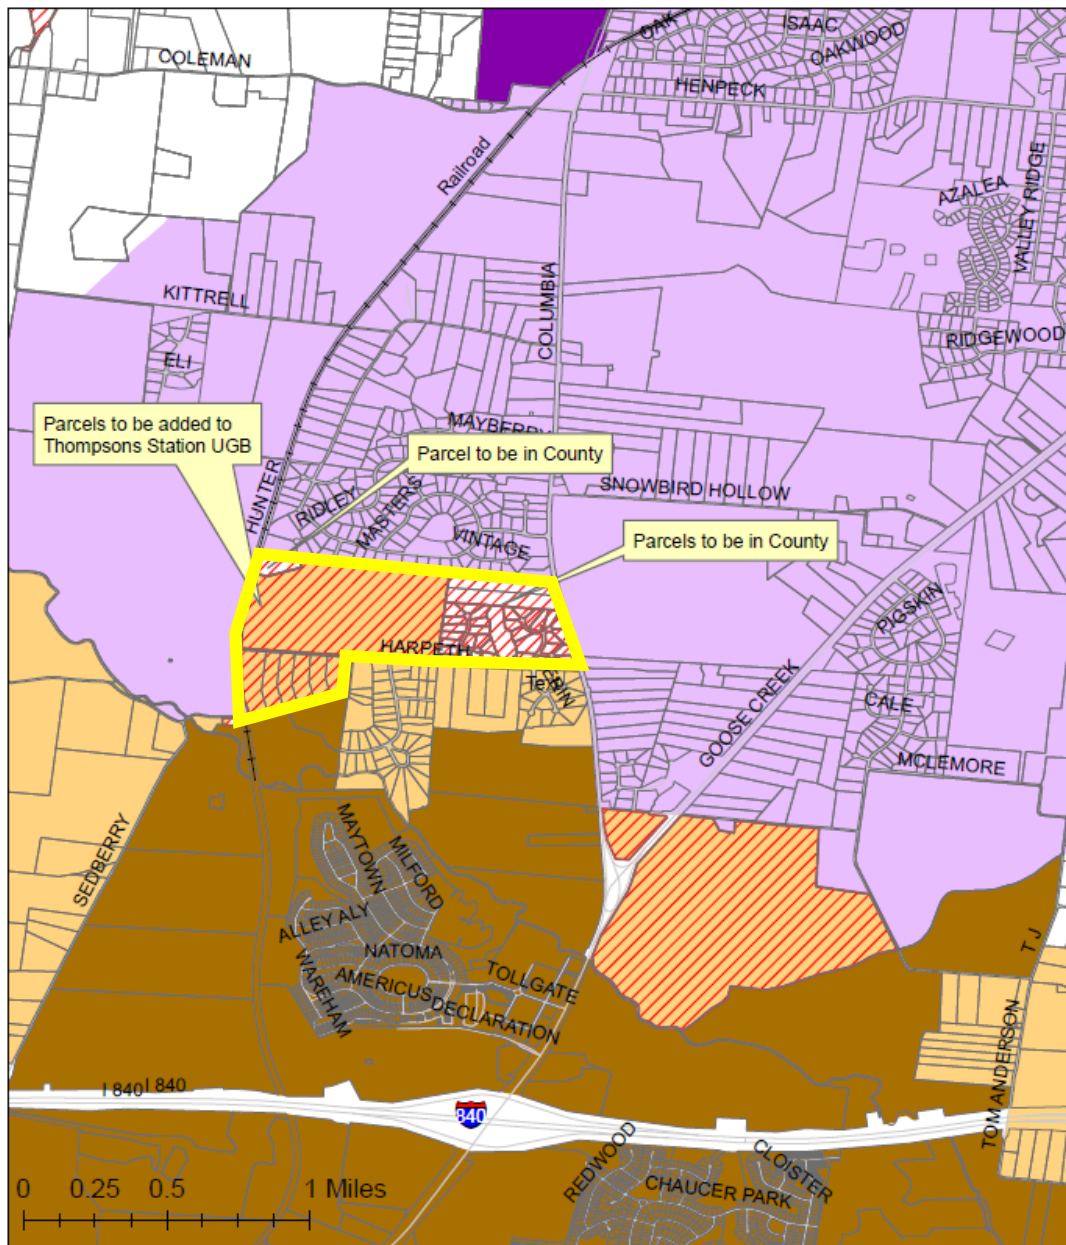 OAK
ISAAC
OAKWOOD
COLEMAN
HENPECK
Railroad
AZALEA
VALLEY RIDGE
KITTRELL
COLUMBIA
ELI
RIDGEWOOD
Parcels to be added to
Thompsons Station UGB
MAYBERRY
Parcel to be in County
HUNTER
RIDLEY
MASTERS
SNOWBIRD HOLLOW
VINTAGE
Parcels to be in County
PIGSKIN
HARPETH
GOOSE CREEK
CALE
MCLEMORE
SEDBERRY
MAYTOWN
MILFORD
ALLEY ALY
NATOMA
WAREHAM
AMERICUS
TOLLGATE
DECLARATION
T J
TOM ANDERSON
I 840
I 840
840
REDWOOD
CLOISTER
CHAUCER PARK
0 0.25 0.5 1 Miles